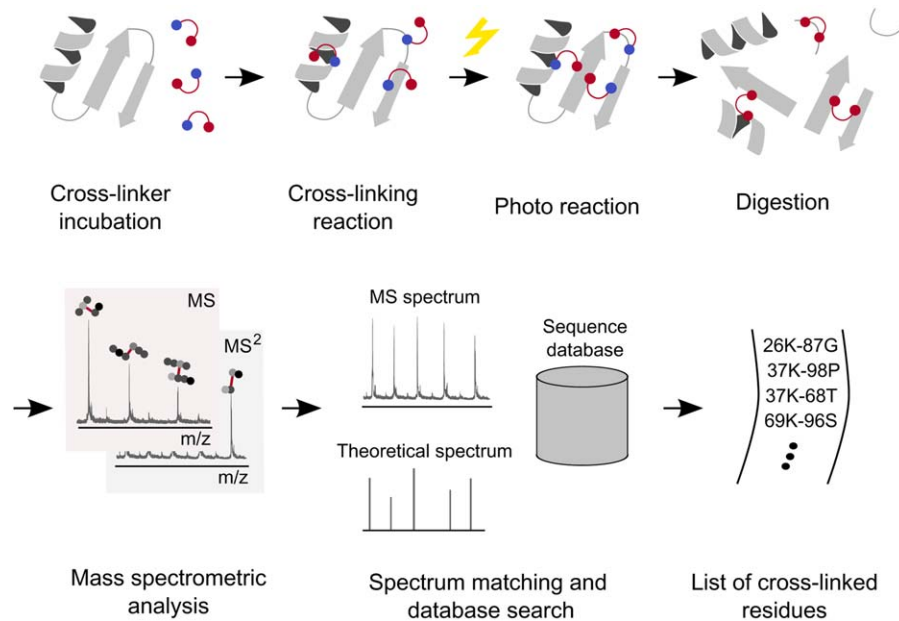 Cross-linker
incubation
Cross-linking
reaction
Photo reaction
Digestion
MS
m/z
MS²
m/z
MS spectrum
Theoretical spectrum
Sequence
database
26K-87G
37K-98P
37K-68T
69K-96S
Mass spectrometric
analysis
Spectrum matching and
database search
List of cross-linked
residues